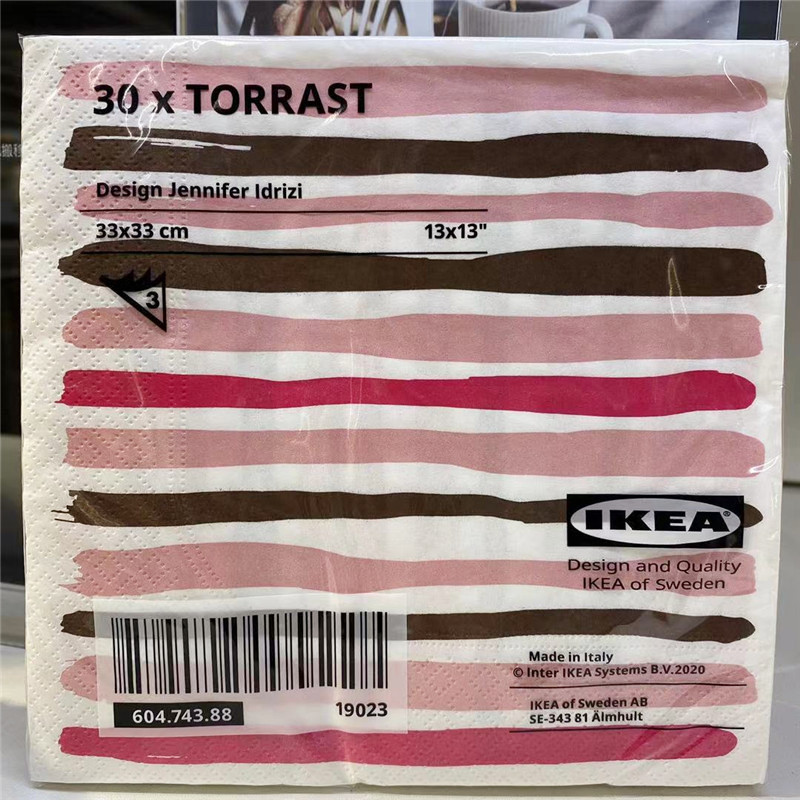 30 x TORRAST
Design Jennifer Idrizi
33x33 cm 13x13"
3
IKEA®
Design and Quality
IKEA of Sweden
Made in Italy
© Inter IKEA Systems B.V.2020
IKEA of Sweden AB
SE-343 81 Älmhult
604.743.88 19023